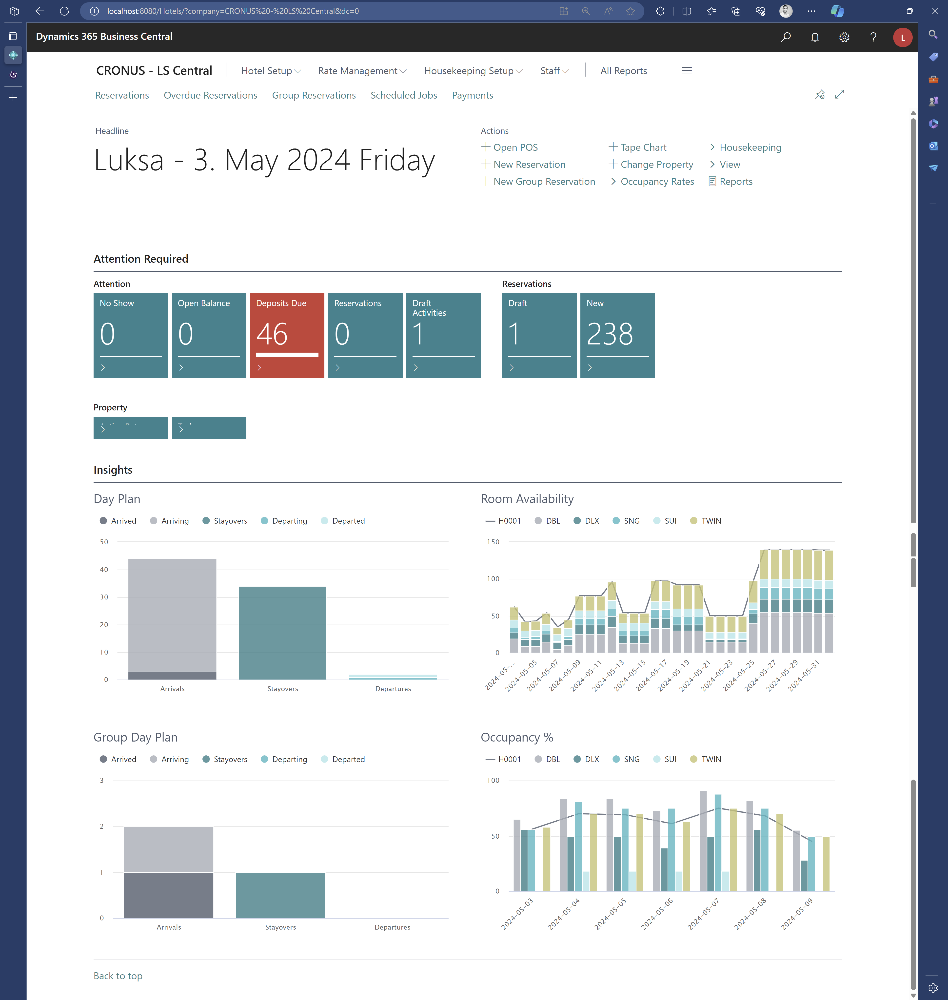 localhost:8080/Hotels/?company=CRONUS%20-%20LS%20Central&dc=0
Dynamics 365 Business Central
L
CRONUS - LS Central
Hotel Setup
Rate Management
Housekeeping Setup
Staff
All Reports
Reservations
Overdue Reservations
Group Reservations
Scheduled Jobs
Payments
Headline
Luksa - 3. May 2024 Friday
Actions
Open POS
Tape Chart
Housekeeping
New Reservation
Change Property
View
New Group Reservation
Occupancy Rates
Reports
Attention Required
Attention
No Show
0
Open Balance
0
Deposits Due
46
Reservations
0
Draft
Activities
1
Reservations
Draft
1
New
238
Property
Insights
Day Plan
Arrived
Arriving
Stayovers
Departing
Departed
50
40
30
20
10
0
Arrivals
Stayovers
Departures
Room Availability
H0001
DBL
DLX
SNG
SUI
TWIN
150
100
50
0
2024-05-...
2024-05-05
2024-05-07
2024-05-09
2024-05-11
2024-05-13
2024-05-15
2024-05-17
2024-05-19
2024-05-21
2024-05-23
2024-05-25
2024-05-27
2024-05-29
2024-05-31
Group Day Plan
Arrived
Arriving
Stayovers
Departing
Departed
3
2
1
0
Arrivals
Stayovers
Departures
Occupancy %
H0001
DBL
DLX
SNG
SUI
TWIN
100
50
0
2024-05-03
2024-05-04
2024-05-05
2024-05-06
2024-05-07
2024-05-08
2024-05-09
Back to top